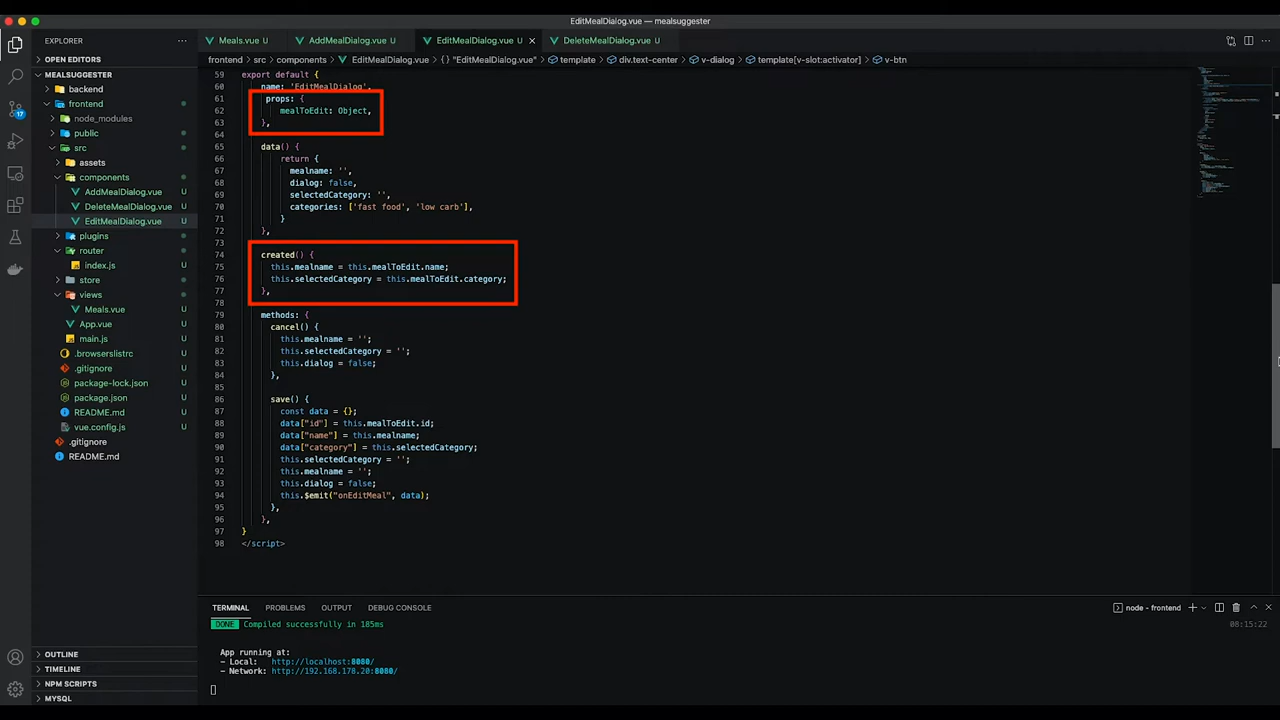 EditMealDialog.vue — mealsuggester
EXPLORER
Meals.vue U
AddMealDialog.vue U
EditMealDialog.vue U
DeleteMealDialog.vue U
OPEN EDITORS
frontend > src > components > EditMealDialog.vue > {} "EditMealDialog.vue" > template > div.text-center > v-dialog > template[v-slot:activator] > v-btn
MEALSUGGESTER
backend
frontend
node_modules
public
src
assets
components
AddMealDialog.vue U
DeleteMealDialog.vue U
EditMealDialog.vue U
plugins
router
index.js U
store
views
Meals.vue U
App.vue U
main.js U
.browserslistrc U
.gitignore U
package-lock.json U
package.json U
README.md U
vue.config.js U
.gitignore
README.md
17
59 export default {
60 name: 'EditMealDialog',
61 props: {
62 mealToEdit: Object,
63 },
64
65 data() {
66 return {
67 mealname: '',
68 dialog: false,
69 selectedCategory: '',
70 categories: ['fast food', 'low carb'],
71 }
72 },
73
74 created() {
75 this.mealname = this.mealToEdit.name;
76 this.selectedCategory = this.mealToEdit.category;
77 },
78
79 methods: {
80 cancel() {
81 this.mealname = '';
82 this.selectedCategory = '';
83 this.dialog = false;
84 },
85
86 save() {
87 const data = {};
88 data["id"] = this.mealToEdit.id;
89 data["name"] = this.mealname;
90 data["category"] = this.selectedCategory;
91 this.selectedCategory = '';
92 this.mealname = '';
93 this.dialog = false;
94 this.$emit("onEditMeal", data);
95 },
96 },
97 }
98 </script>
TERMINAL PROBLEMS OUTPUT DEBUG CONSOLE
node - frontend
DONE Compiled successfully in 185ms
08:15:22
App running at:
- Local: http://localhost:8080/
- Network: http://192.168.178.20:8080/
OUTLINE
TIMELINE
NPM SCRIPTS
MYSQL